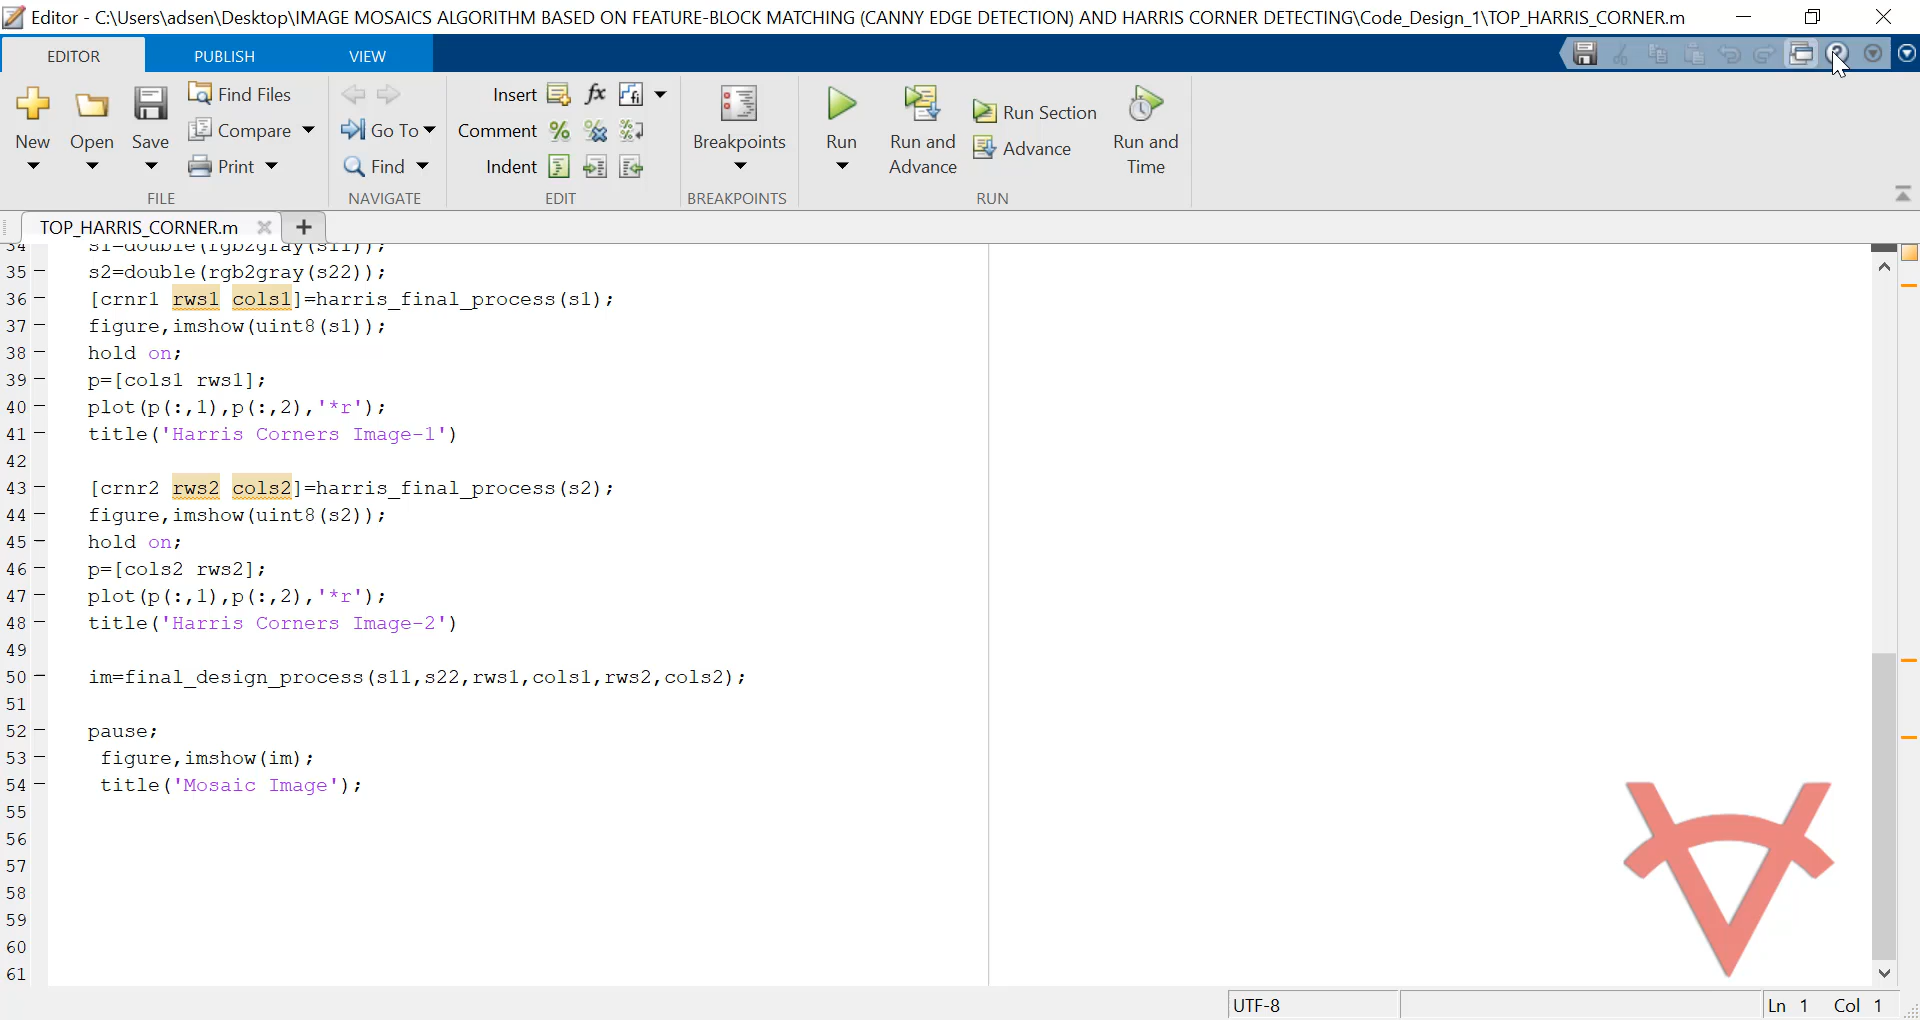 Editor - C:\Users\adsen\Desktop\IMAGE MOSAICS ALGORITHM BASED ON FEATURE-BLOCK MATCHING (CANNY EDGE DETECTION) AND HARRIS CORNER DETECTING\Code_Design_1\TOP_HARRIS_CORNER.m
EDITOR PUBLISH VIEW
New Open Save Find Files Compare Print FILE
Go To Find NAVIGATE
Insert fx Comment Indent EDIT
Breakpoints BREAKPOINTS
Run Run and Advance Run Section Advance Run and Time RUN
TOP_HARRIS_CORNER.m
34 s1=double(rgb2gray(s11));
35 s2=double(rgb2gray(s22));
36 [crnr1 rws1 cols1]=harris_final_process(s1);
37 figure,imshow(uint8(s1));
38 hold on;
39 p=[cols1 rws1];
40 plot(p(:,1),p(:,2),'*r');
41 title('Harris Corners Image-1')
42
43 [crnr2 rws2 cols2]=harris_final_process(s2);
44 figure,imshow(uint8(s2));
45 hold on;
46 p=[cols2 rws2];
47 plot(p(:,1),p(:,2),'*r');
48 title('Harris Corners Image-2')
49
50 im=final_design_process(s11,s22,rws1,cols1,rws2,cols2);
51
52 pause;
53 figure,imshow(im);
54 title('Mosaic Image');
55
56
57
58
59
60
61
UTF-8 Ln 1 Col 1